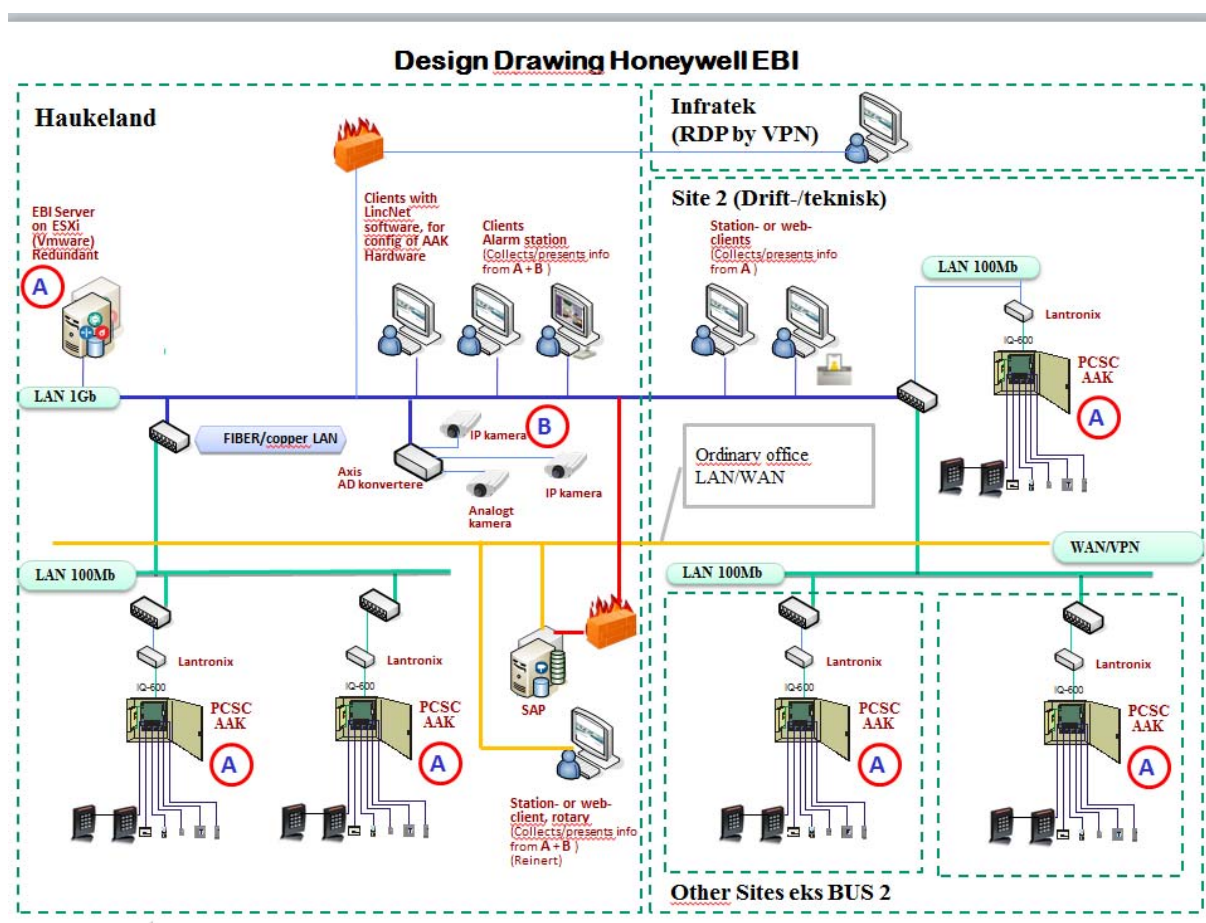 Design Drawing Honeywell EBI
Haukeland
Infratek
(RDP by VPN)
EBI Server
on ESXi
(Vmware)
Redundant
A
Clients with
LincNet
software, for
config of AAK
Hardware
Clients
Alarm station
(Collects/presents info
from A + B )
Site 2 (Drift-/teknisk)
Station- or web-
clients
(Collects/presents info
from A )
LAN 100Mb
Lantronix
IQ-600
PCSC
AAK
A
LAN 1Gb
FIBER/copper LAN
IP kamera
B
Axis
AD konvertere
Analogt
kamera
IP kamera
Ordinary office
LAN/WAN
WAN/VPN
LAN 100Mb
Lantronix
IQ-600
PCSC
AAK
A
Lantronix
IQ-600
PCSC
AAK
A
SAP
Station- or web-
client, rotary
(Collects/presents info
from A + B )
(Reinert)
LAN 100Mb
Lantronix
IQ-600
PCSC
AAK
A
Lantronix
IQ-600
PCSC
AAK
A
Other Sites eks BUS 2